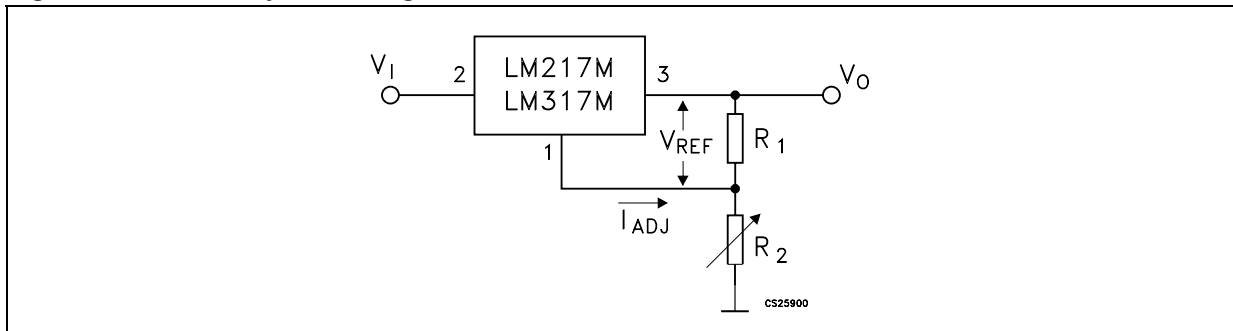 V_I
2
LM217M
LM317M
3
V_O
1
V_REF
R_1
I_ADJ
R_2
CS25900